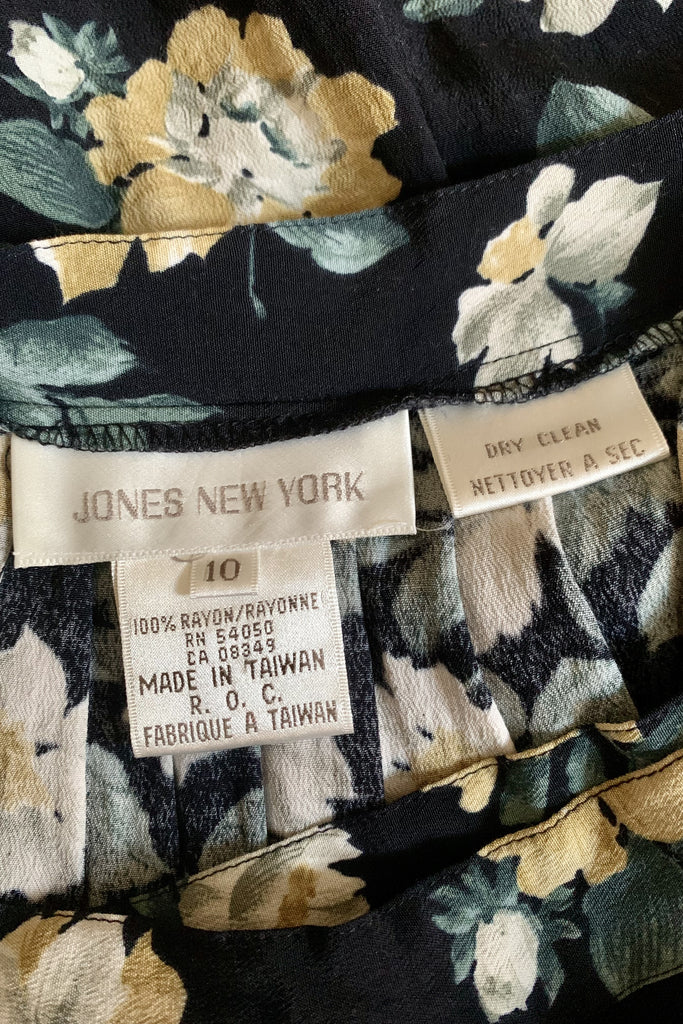 JONES NEW YORK
10
100% RAYON/RAYONNE
RN 54050
CA 08349
MADE IN TAIWAN
R. O. C.
FABRIQUE A TAIWAN
DRY CLEAN
NETTOYER A SEC